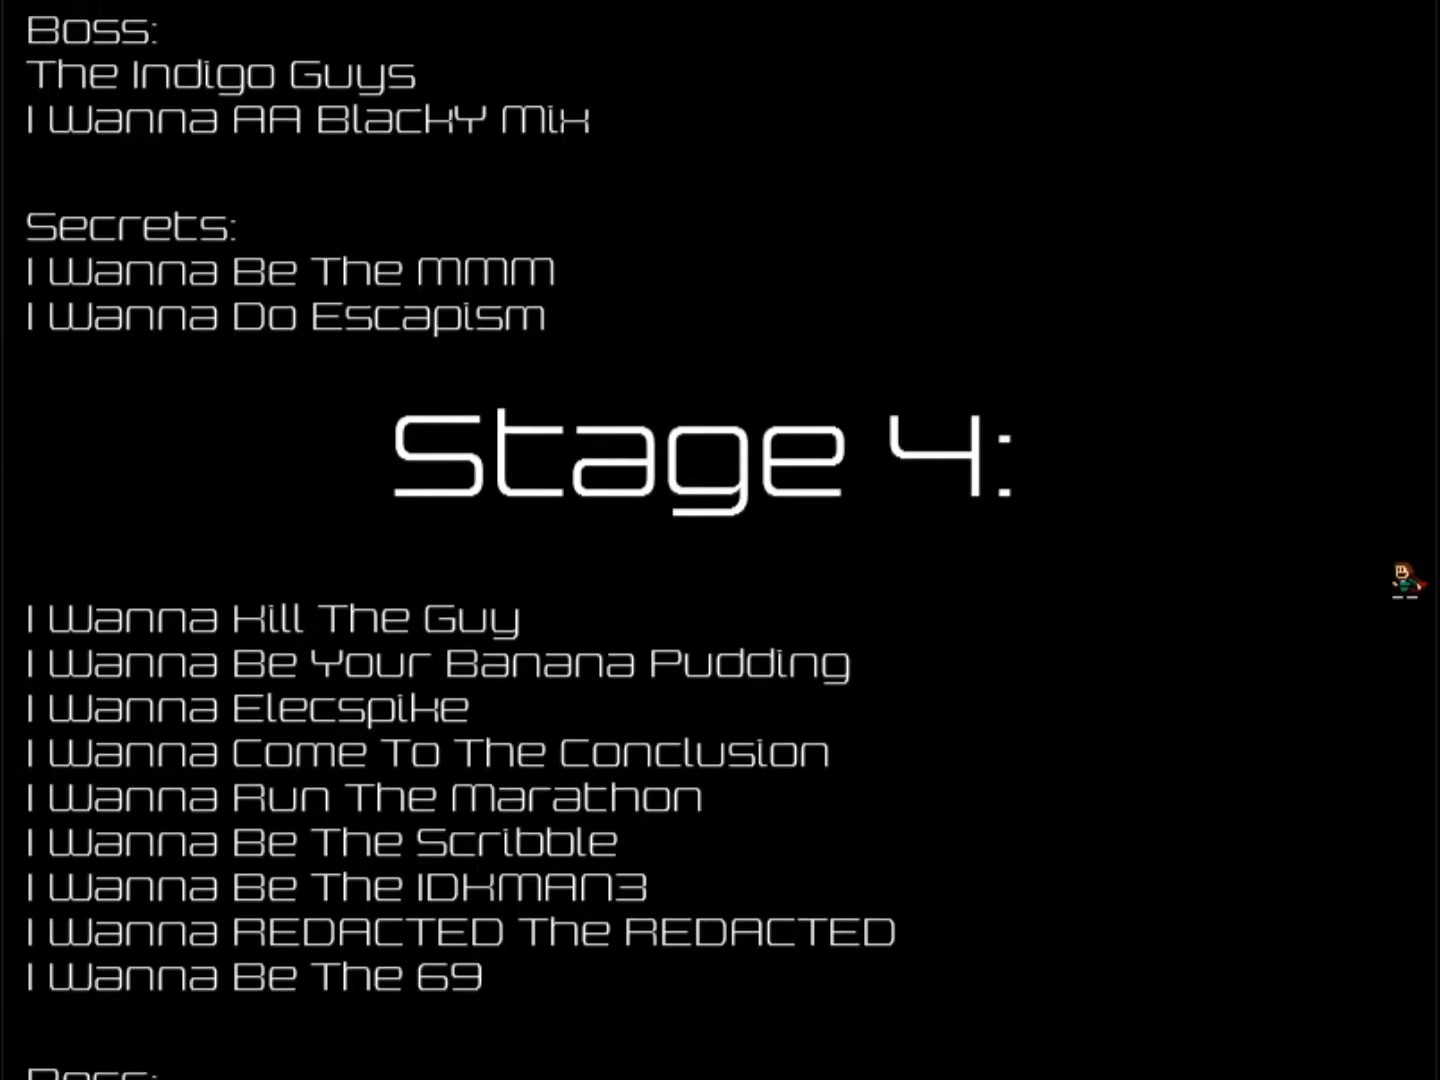 Boss:
The Indigo Guys
I Wanna AA BlackY Mix
Secrets:
I Wanna Be The MMM
I Wanna Do Escapism
Stage 4:
I Wanna Kill The Guy
I Wanna Be Your Banana Pudding
I Wanna Elecspike
I Wanna Come To The Conclusion
I Wanna Run The Marathon
I Wanna Be The Scribble
I Wanna Be The IDKMAN3
I Wanna REDACTED The REDACTED
I Wanna Be The 69
Boss: